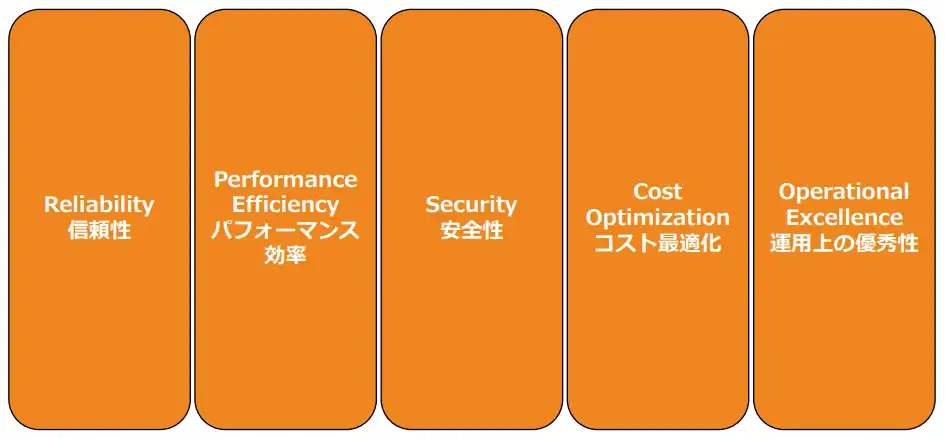 Reliability
信頼性
Performance
Efficiency
パフォーマンス
効率
Security
安全性
Cost
Optimization
コスト最適化
Operational
Excellence
運用上の優秀性